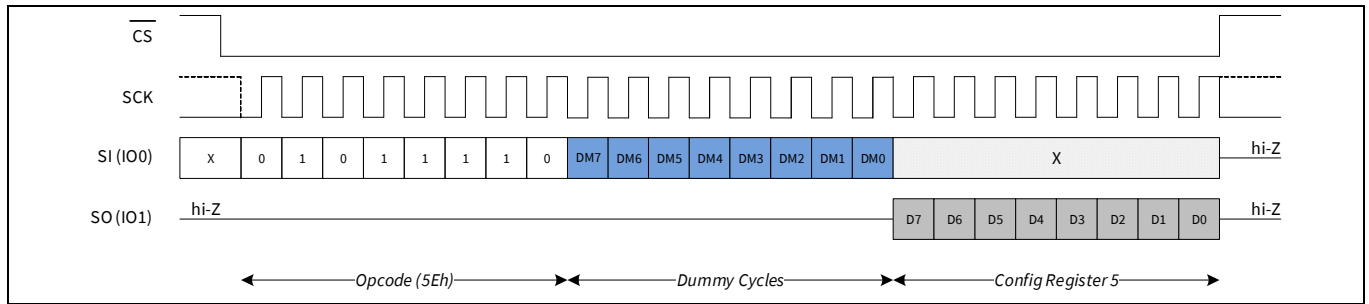 CS
SCK
SI (IO0) X 0 1 0 1 1 1 1 0 DM7 DM6 DM5 DM4 DM3 DM2 DM1 DM0 X hi-Z
SO (IO1) hi-Z D7 D6 D5 D4 D3 D2 D1 D0 hi-Z
Opcode (5Eh) Dummy Cycles Config Register 5